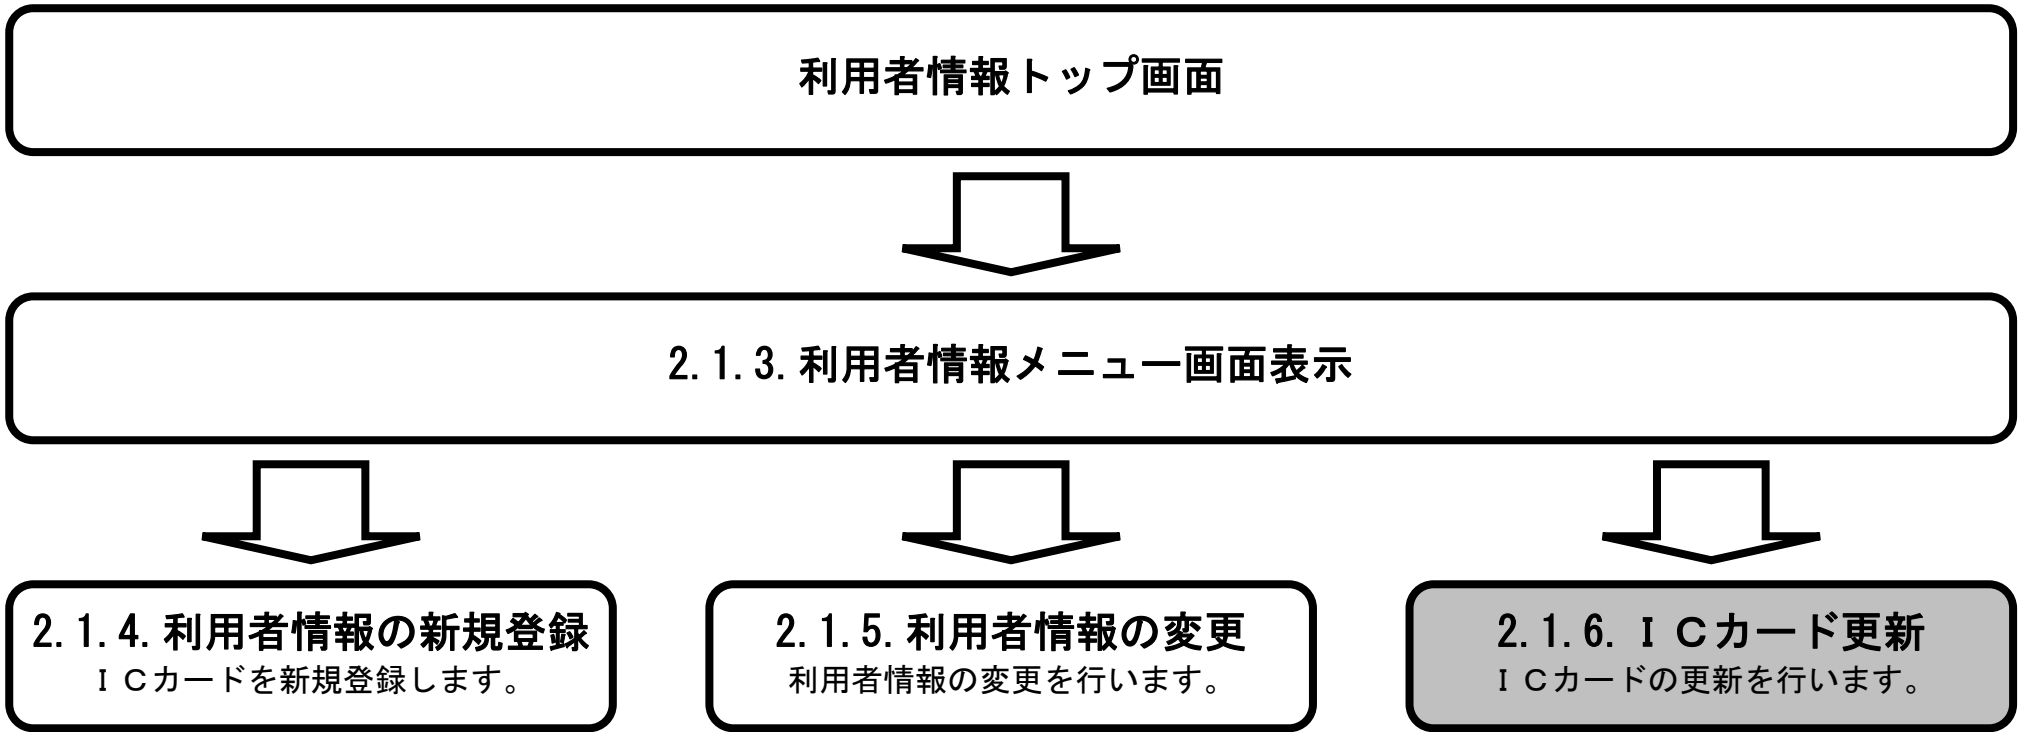 利用者情報トップ画面
2.1.3.利用者情報メニュー画面表示
2.1.4.利用者情報の新規登録
ＩＣカードを新規登録します。
2.1.5.利用者情報の変更
利用者情報の変更を行います。
2.1.6.ＩＣカード更新
ＩＣカードの更新を行います。